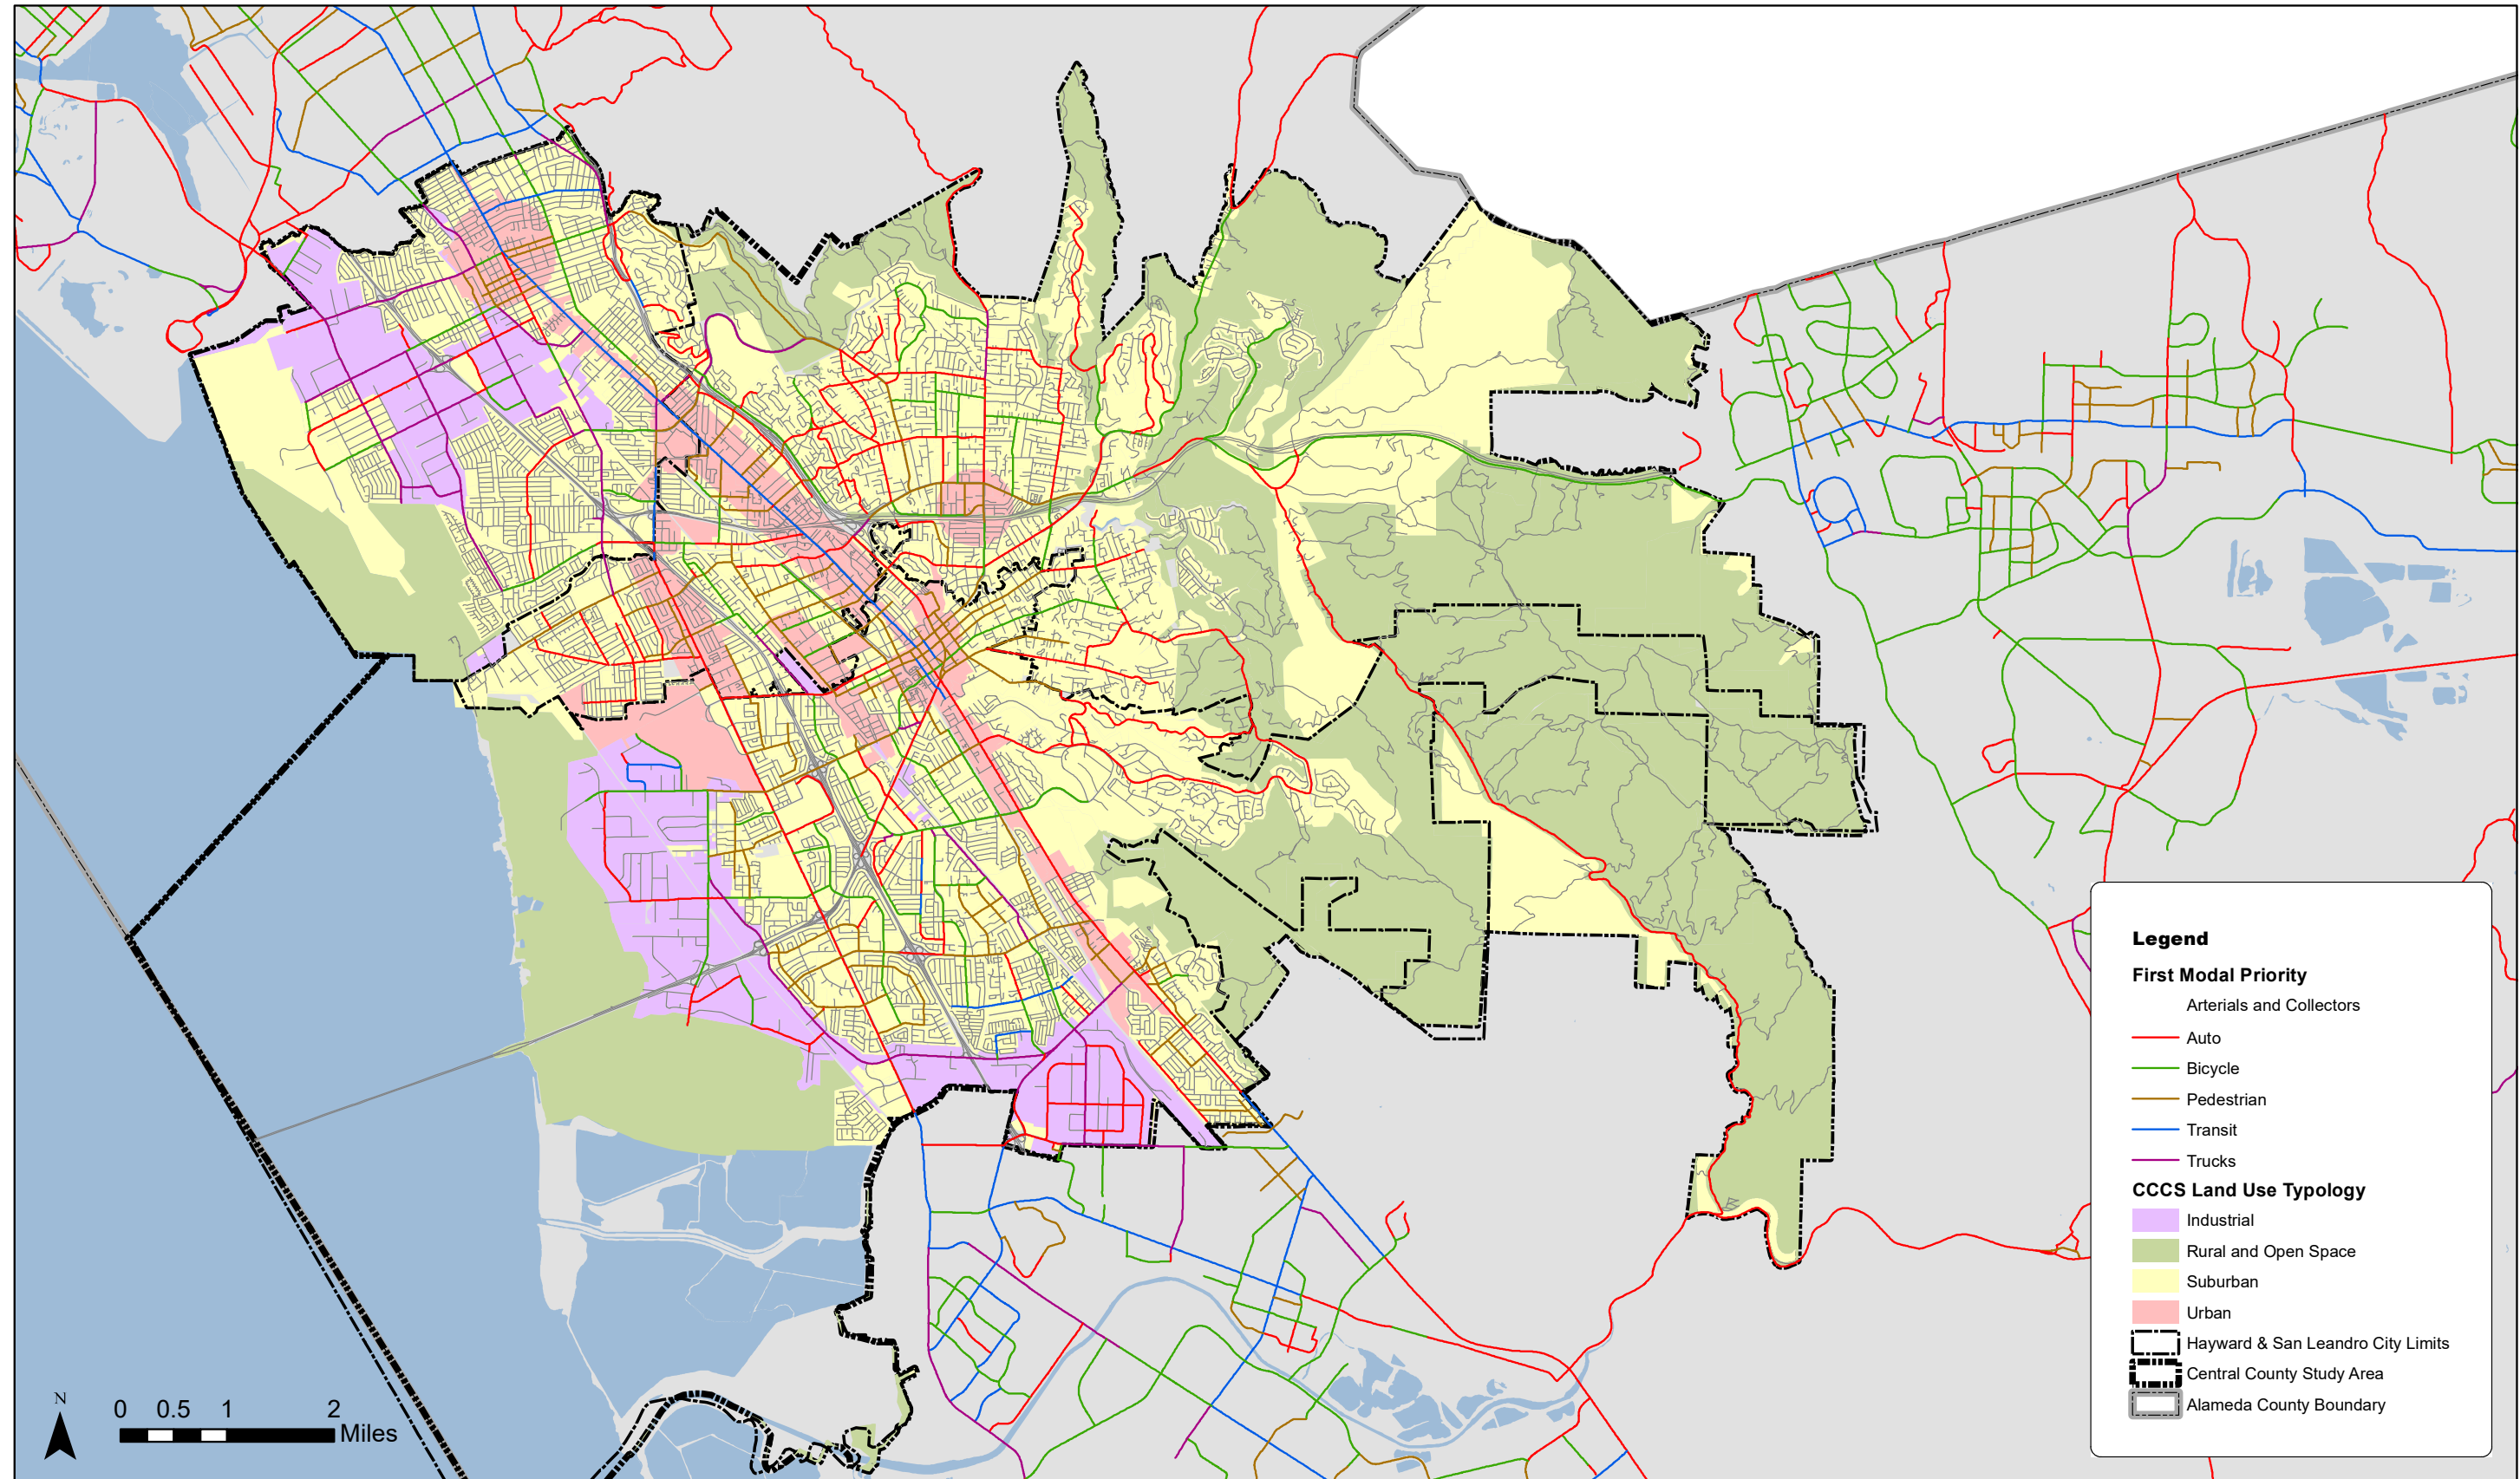 Legend
First Modal Priority
Arterials and Collectors
Auto
Bicycle
Pedestrian
Transit
Trucks
CCCS Land Use Typology
Industrial
Rural and Open Space
Suburban
Urban
Hayward & San Leandro City Limits
Central County Study Area
Alameda County Boundary
N
0 0.5 1 2
Miles